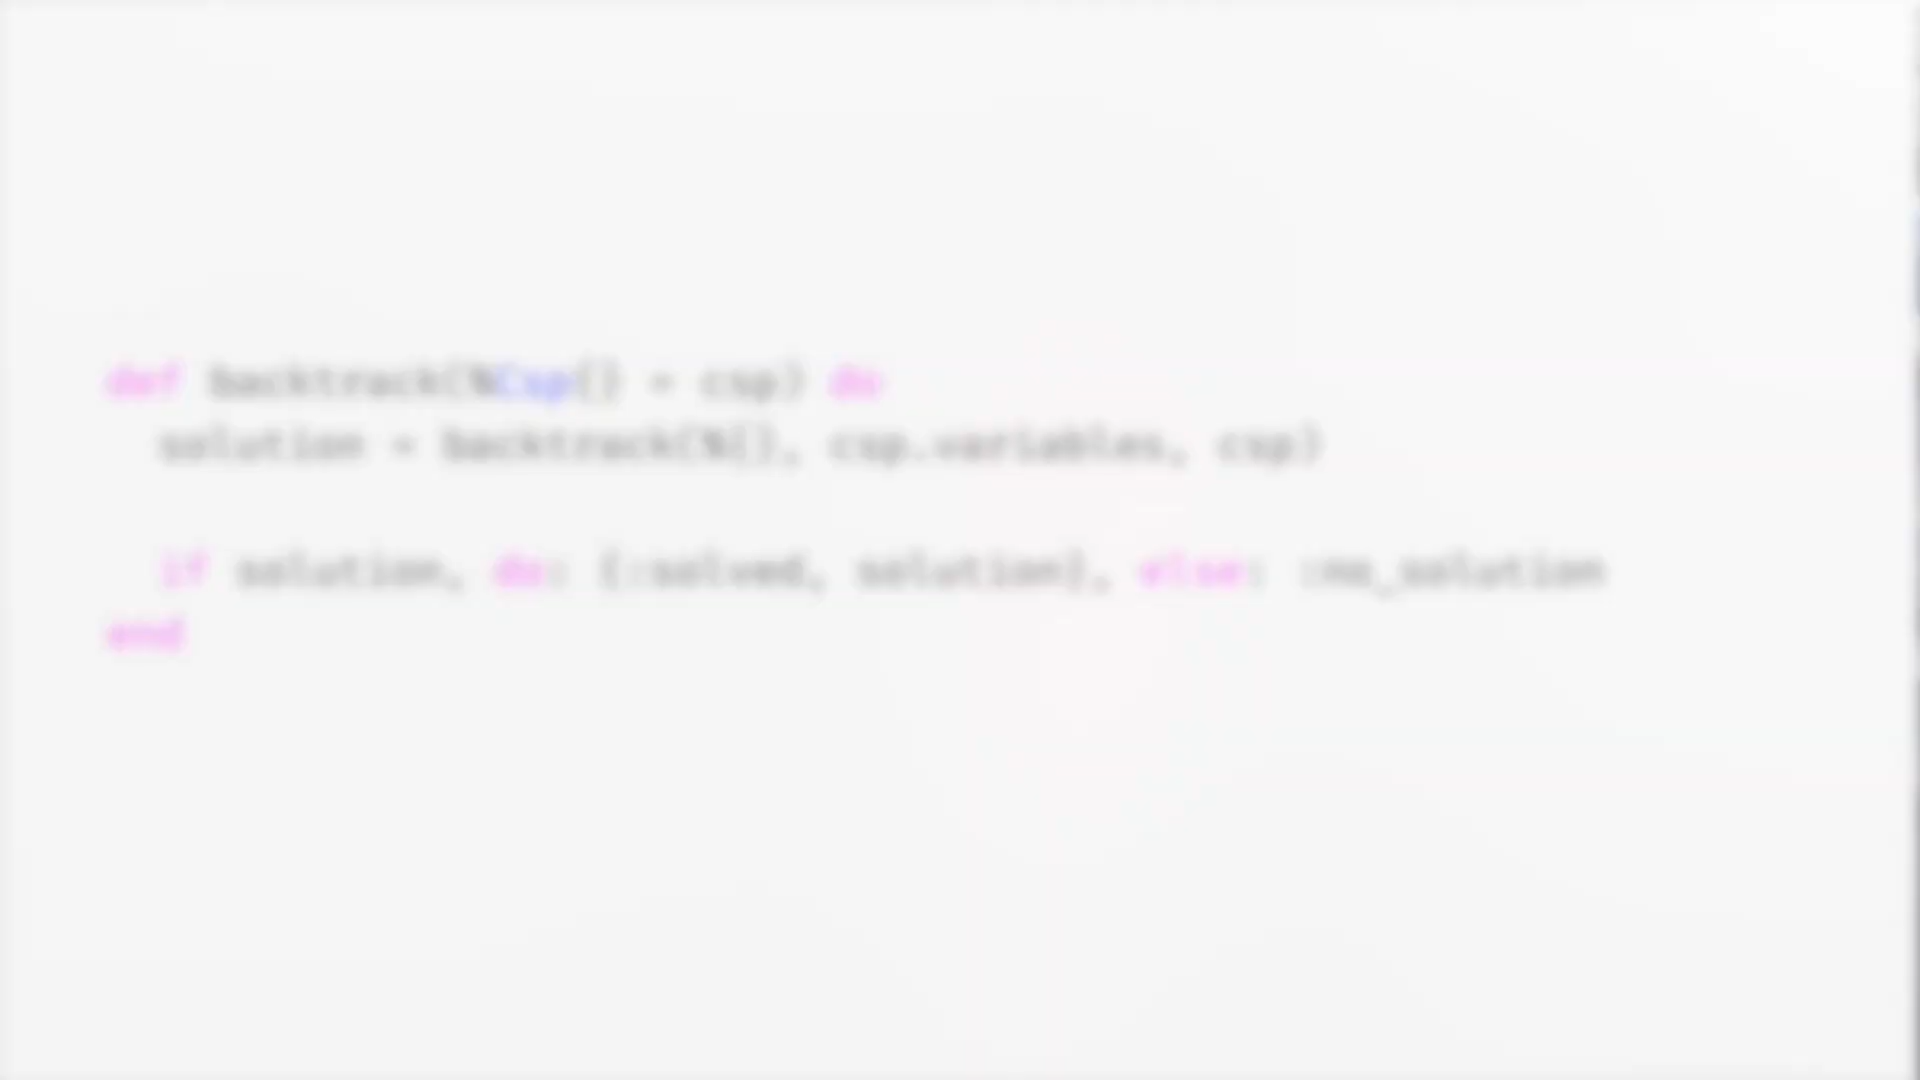 def backtrack(%Csp{} = csp) do
  solution = backtrack(%{}, csp.variables, csp)
  if solution, do: {:solved, solution}, else: :no_solution
end